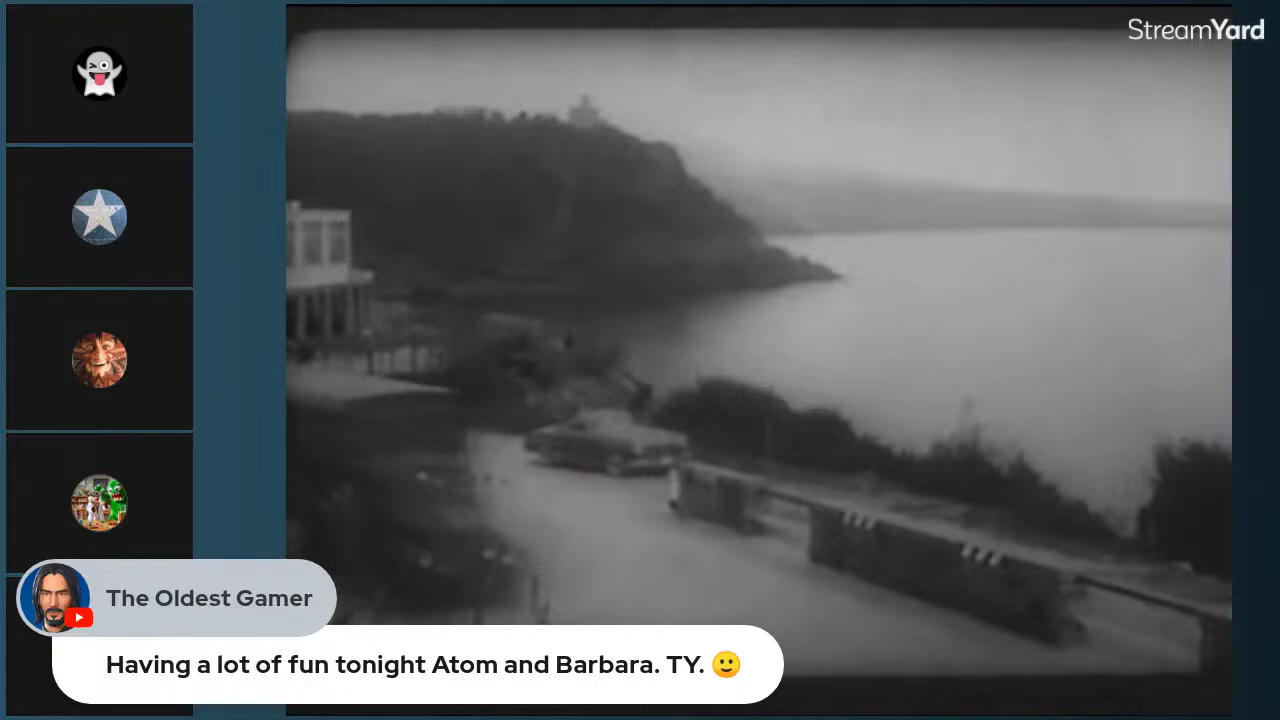 StreamYard
The Oldest Gamer
Having a lot of fun tonight Atom and Barbara. TY. 🙂